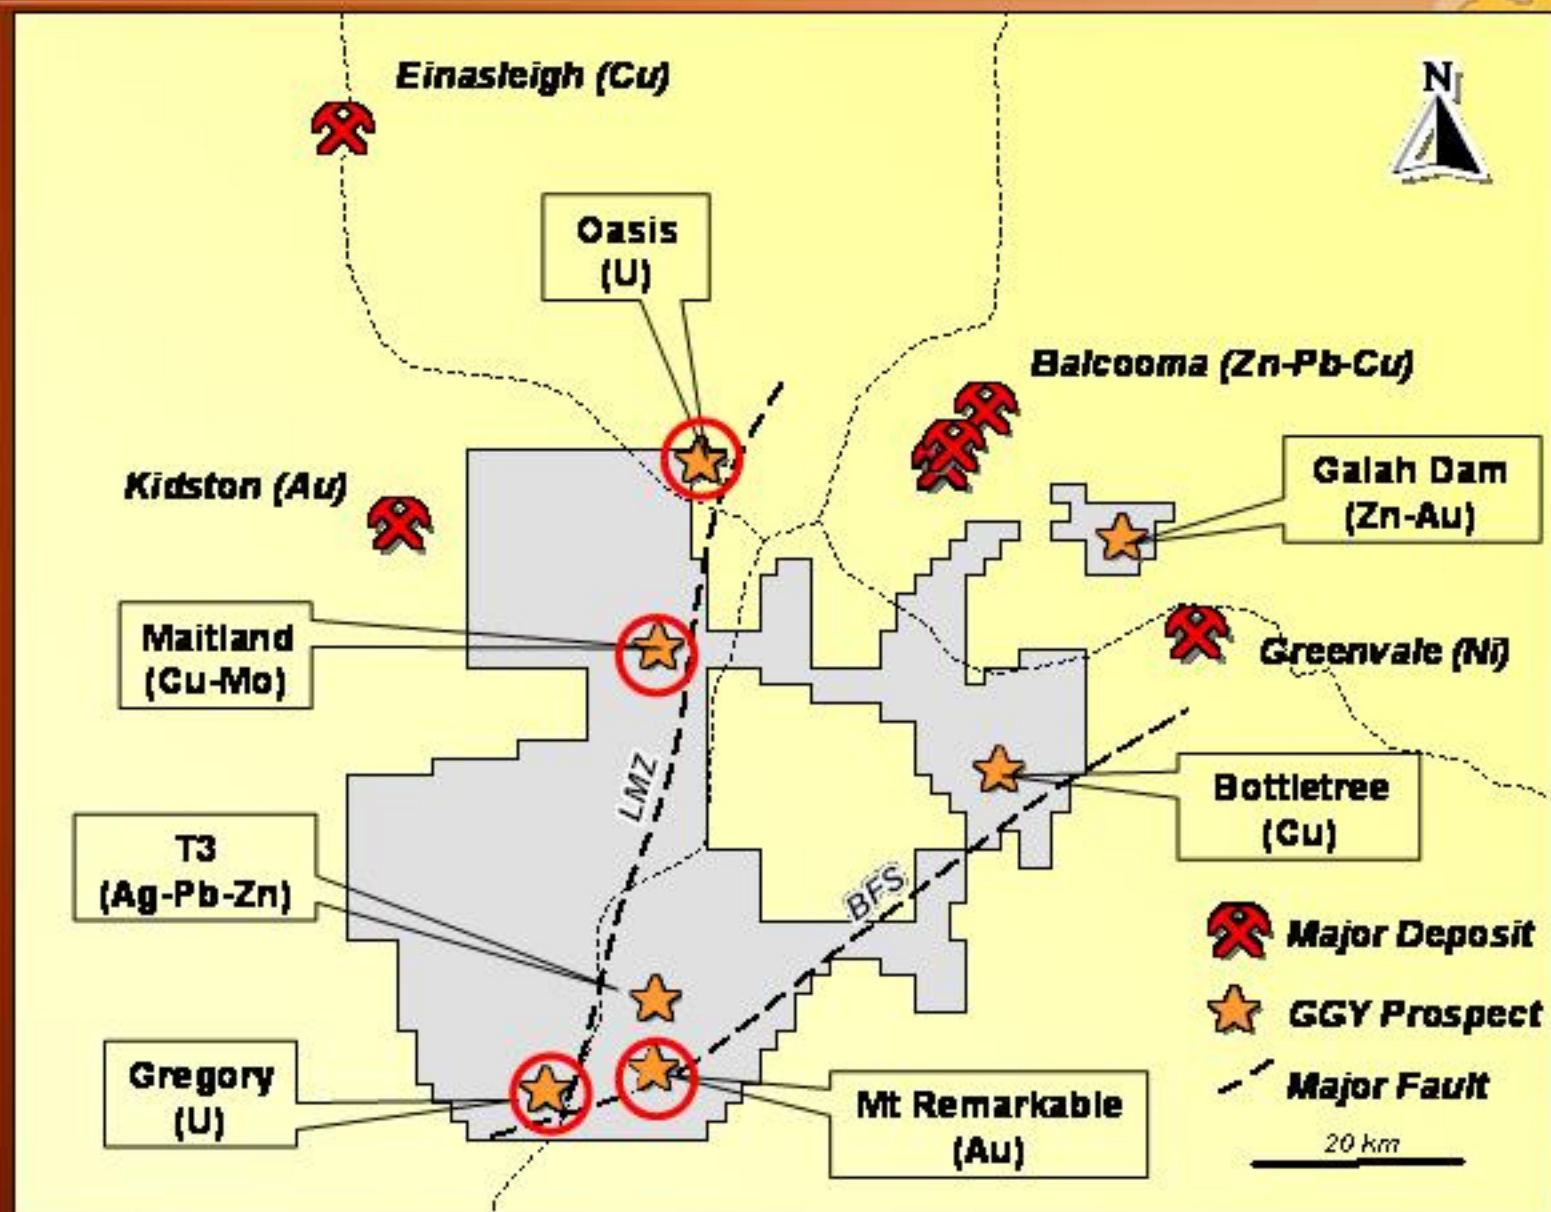 Einasleigh (Cu)
N
Oasis
(U)
Balcooma (Zn-Pb-Cu)
Kidston (Au)
Galah Dam
(Zn-Au)
Maitland
(Cu-Mo)
Greenvale (Ni)
LMZ
Bottletree
(Cu)
T3
(Ag-Pb-Zn)
BFS
Major Deposit
GGY Prospect
Gregory
(U)
Major Fault
Mt Remarkable
(Au)
20 km